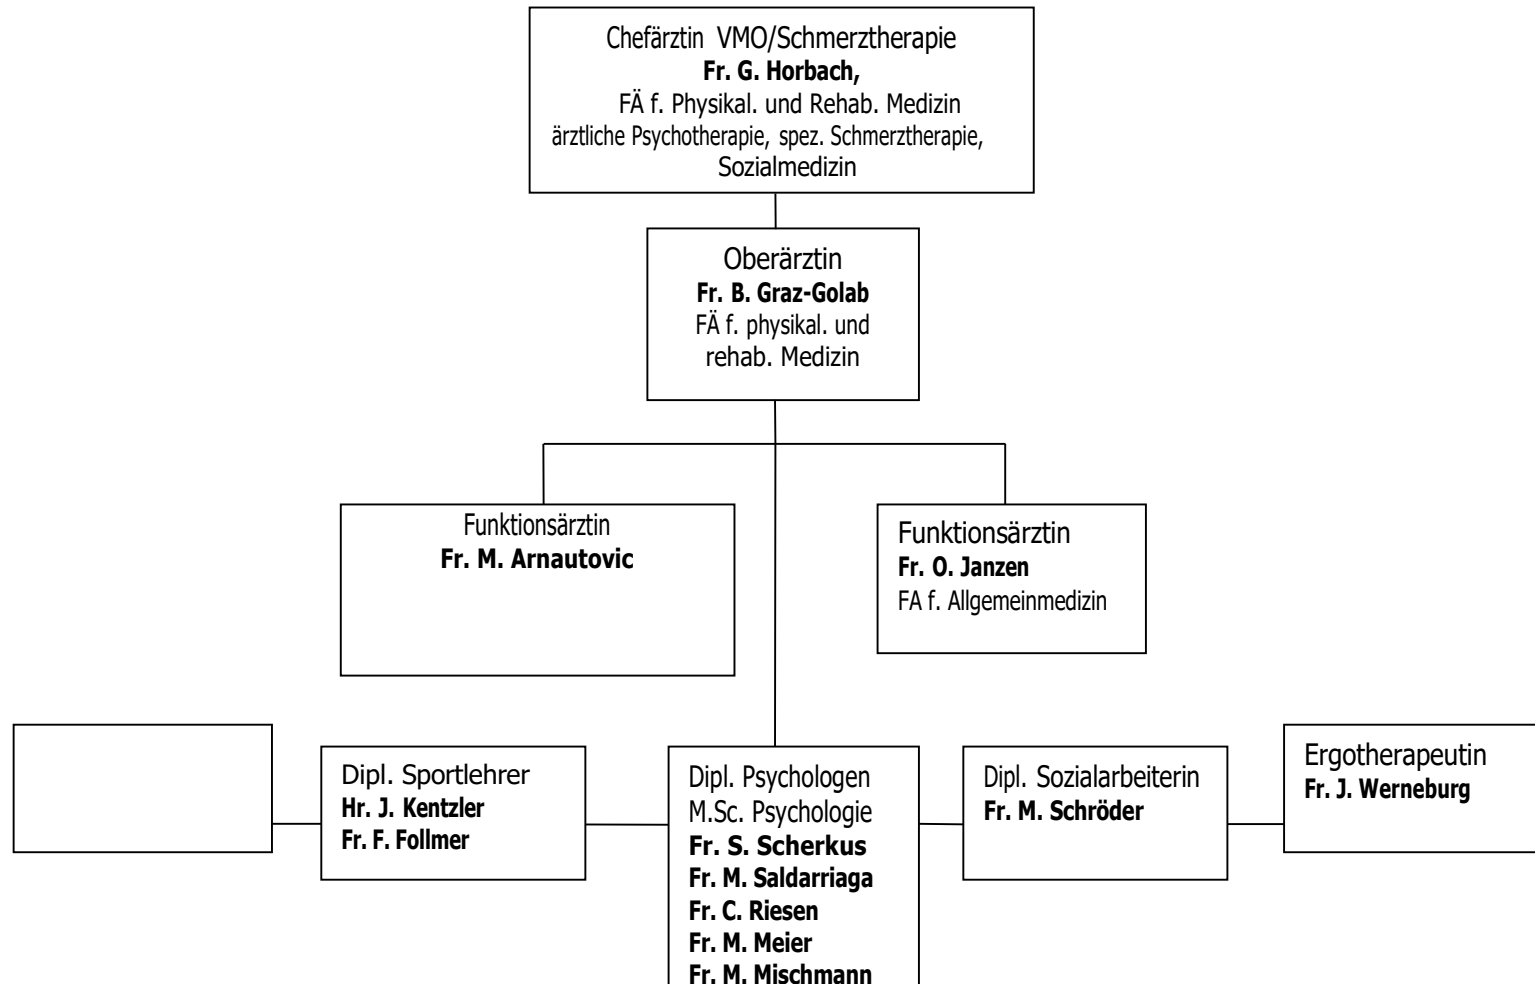 Chefärztin VMO/Schmerztherapie
Fr. G. Horbach,
FÄ f. Physikal. und Rehab. Medizin
ärztliche Psychotherapie, spez. Schmerztherapie,
Sozialmedizin
Oberärztin
Fr. B. Graz-Golab
FÄ f. physikal. und
rehab. Medizin
Funktionsärztin
Fr. M. Arnautovic
Funktionsärztin
Fr. O. Janzen
FA f. Allgemeinmedizin
Dipl. Sportlehrer
Hr. J. Kentzler
Fr. F. Follmer
Dipl. Psychologen
M.Sc. Psychologie
Fr. S. Scherkus
Fr. M. Saldarriaga
Fr. C. Riesen
Fr. M. Meier
Fr. M. Mischmann
Dipl. Sozialarbeiterin
Fr. M. Schröder
Ergotherapeutin
Fr. J. Werneburg